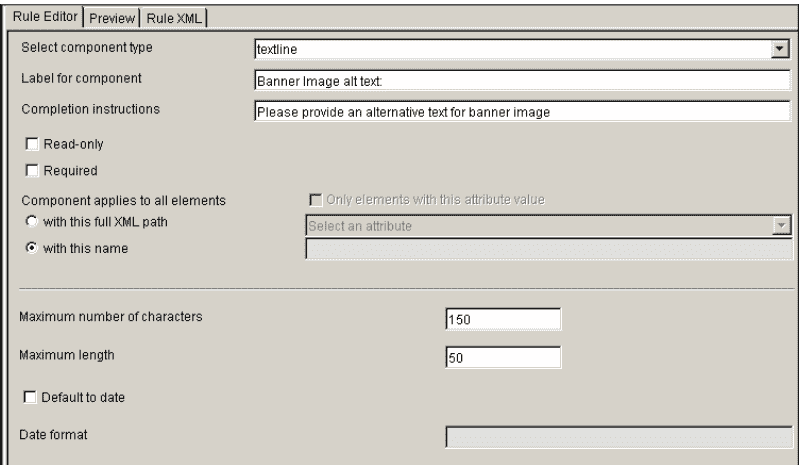 Rule Editor Preview Rule XML
Select component type textline
Label for component Banner Image alt text:
Completion instructions Please provide an alternative text for banner image
Read-only
Required
Component applies to all elements Only elements with this attribute value
with this full XML path Select an attribute
with this name
Maximum number of characters 150
Maximum length 50
Default to date
Date format